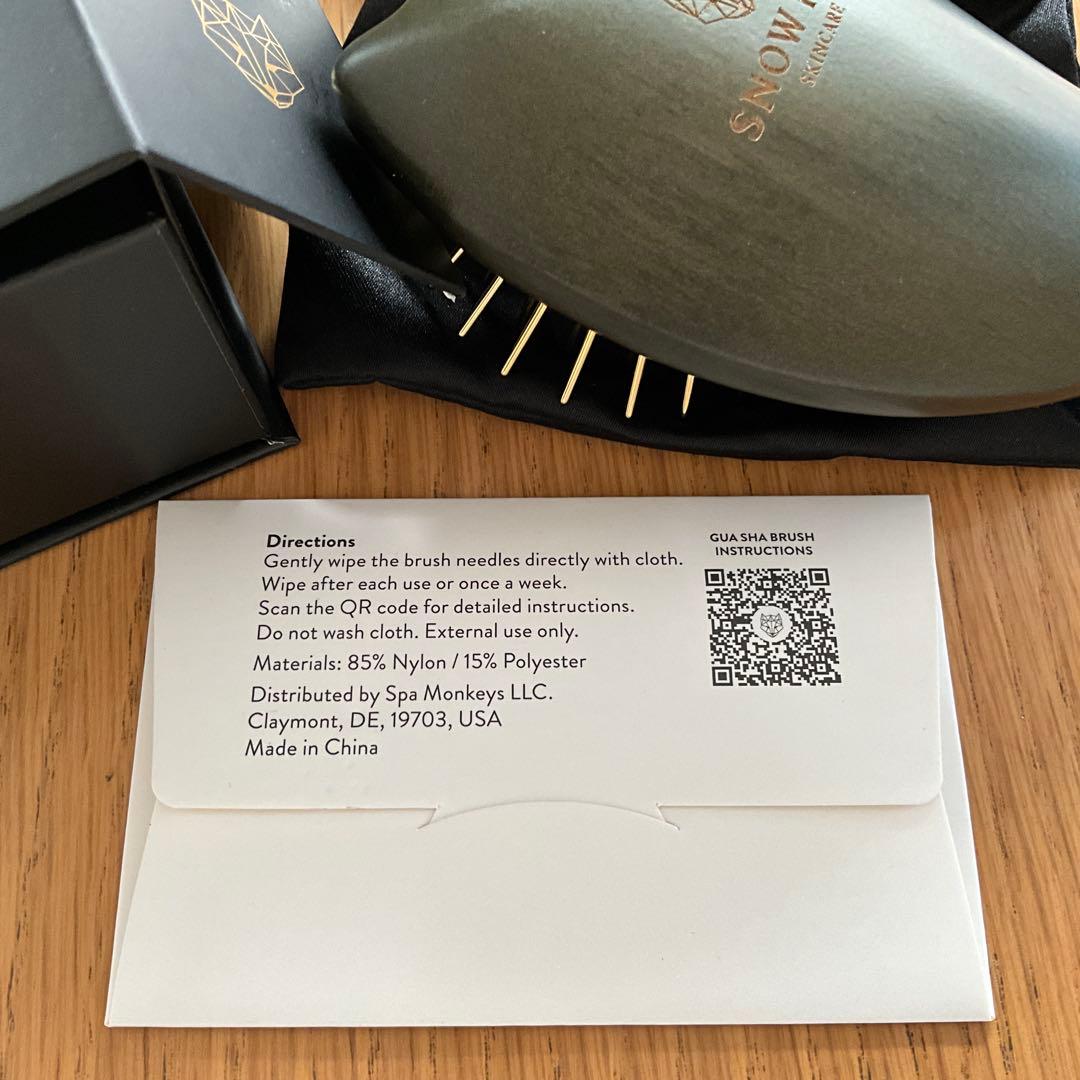 SNOW
SKINCARE
Directions
Gently wipe the brush needles directly with cloth.
Wipe after each use or once a week.
Scan the QR code for detailed instructions.
Do not wash cloth. External use only.
Materials: 85% Nylon / 15% Polyester
Distributed by Spa Monkeys LLC.
Claymont, DE, 19703, USA
Made in China
GUA SHA BRUSH
INSTRUCTIONS